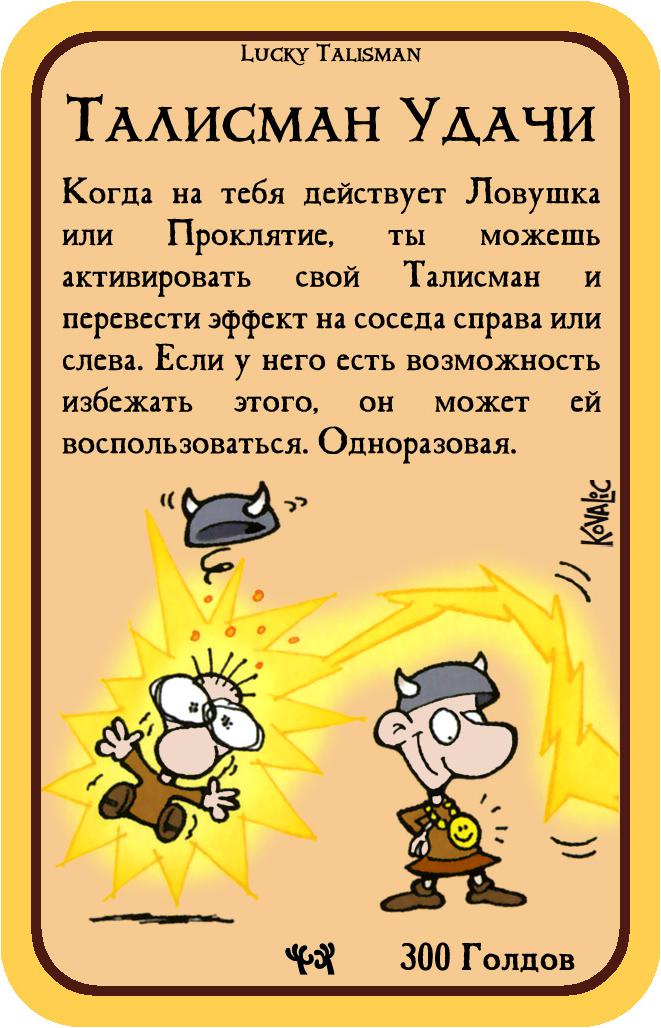 Lucky Talisman
Талисман Удачи
Когда на тебя действует Ловушка
или Проклятие, ты можешь
активировать свой Талисман и
перевести эффект на соседа справа или
слева. Если у него есть возможность
избежать этого, он может ей
воспользоваться. Одноразовая.
Kovalic
300 Голдов